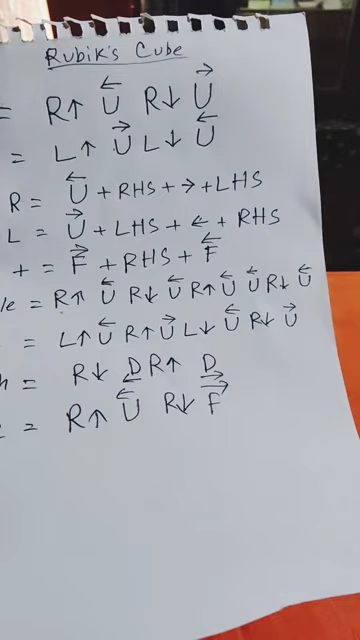 Rubik's Cube
= R↑ U← R↓ U→
= L↑ U→ L↓ U←
R = U← + RHS + → + LHS
L = U→ + LHS + ← + RHS
+ = F→ + RHS + F←
le = R↑ U← R↓ U← R↑ U← U← R↓ U←
= L↑ U← R↑ U→ L↓ U← R↓ U→
= R↓ D← R↑ D→
= R↑ U← R↓ F→